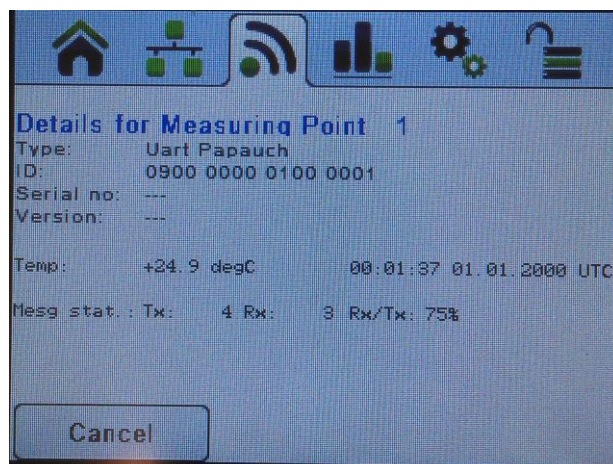 Details for Measuring Point 1
Type: Uart Papauch
ID: 0900 0000 0100 0001
Serial no: ---
Version: ---
Temp: +24.9 degC 00:01:37 01.01.2000 UTC
Mesg stat.: Tx: 4 Rx: 3 Rx/Tx: 75%
Cancel